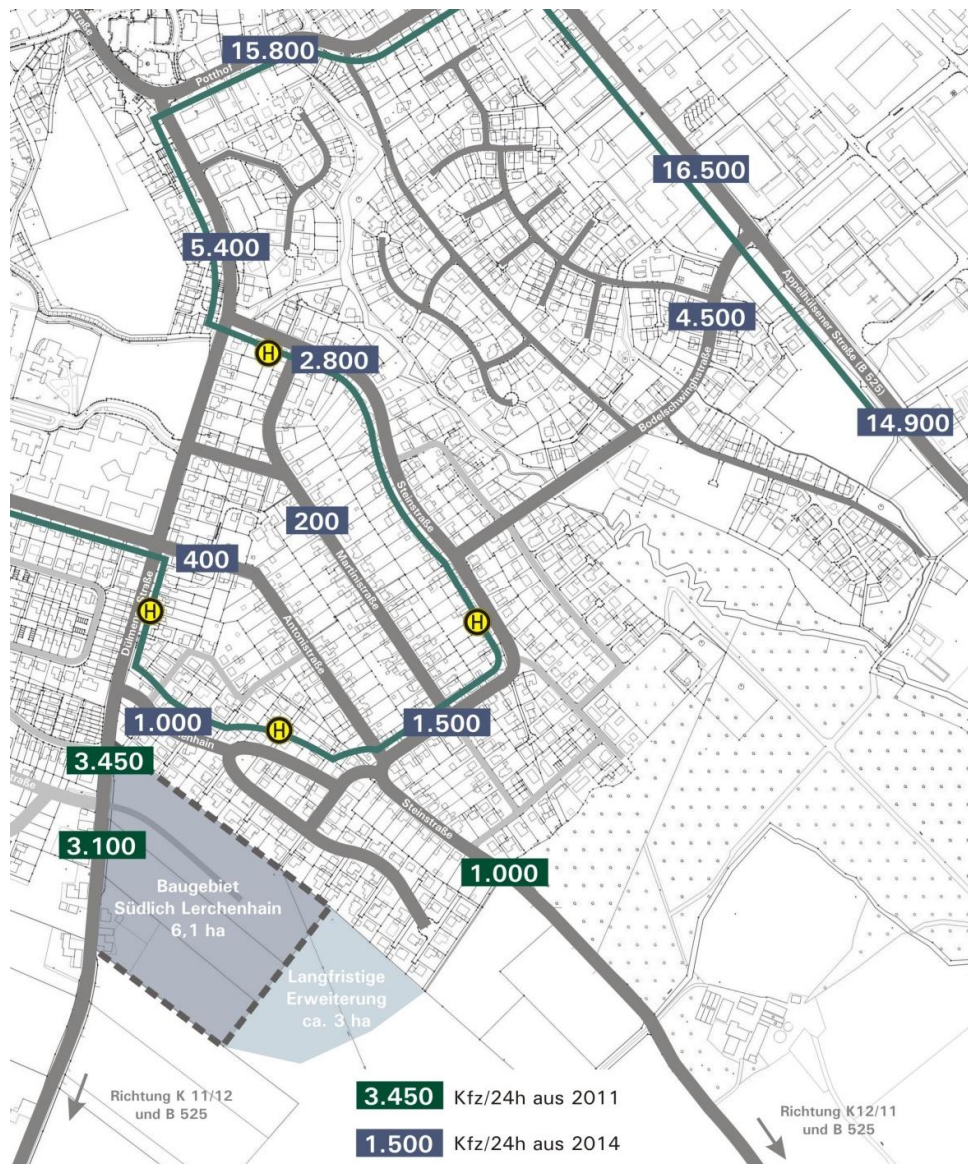 15.800
Potthof
16.500
5.400
4.500
Appelhülsener Straße (B 525)
H
2.800
Bodelschwinghstraße
14.900
Steinstraße
200
Martinistraße
400
H
H
Antonistraße
1.000
H
1.500
3.450
Steinstraße
3.100
1.000
Baugebiet
Südlich Lerchenhain
6,1 ha
Langfristige
Erweiterung
ca. 3 ha
Richtung K 11/12
und B 525
3.450 Kfz/24h aus 2011
1.500 Kfz/24h aus 2014
Richtung K12/11
und B 525